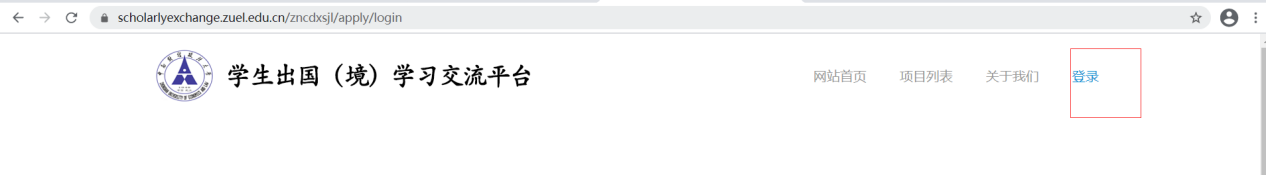 scholarlyexchange.zuel.edu.cn/zncdxsjl/apply/login
学生出国（境）学习交流平台
网站首页 项目列表 关于我们 登录